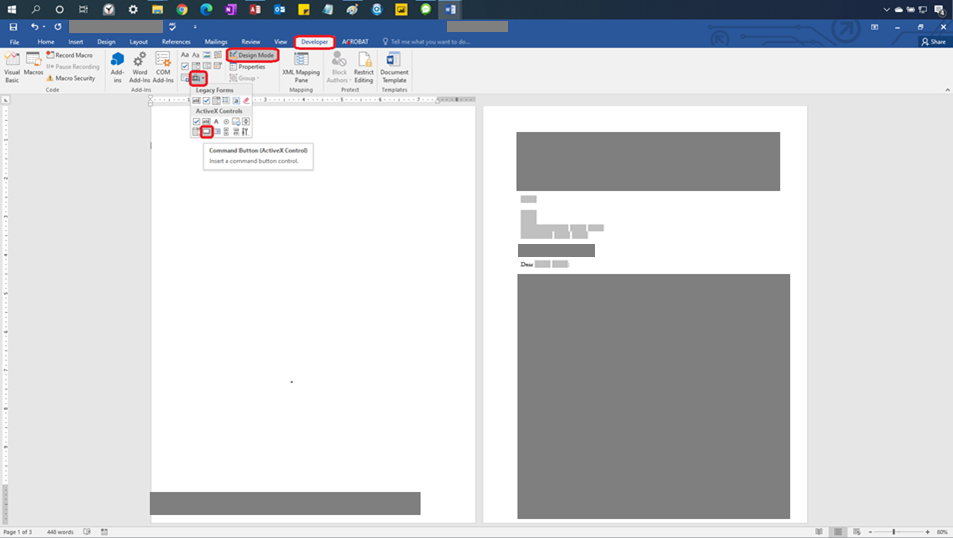 File Home Insert Design Layout References Mailings Review View Developer ACROBAT Tell me what you want to do... Share
Visual Basic
Macros
Record Macro
Pause Recording
Macro Security
Code
Add-ins
Word Add-Ins
COM Add-Ins
Add-Ins
Aa Aa
Design Mode
Properties
Group
XML Mapping Pane
Mapping
Block Authors
Restrict Editing
Protect
Document Template
Templates
Legacy Forms
ActiveX Controls
Command Button (ActiveX Control)
Insert a command button control.
Dear
Page 1 of 3 448 words 80%